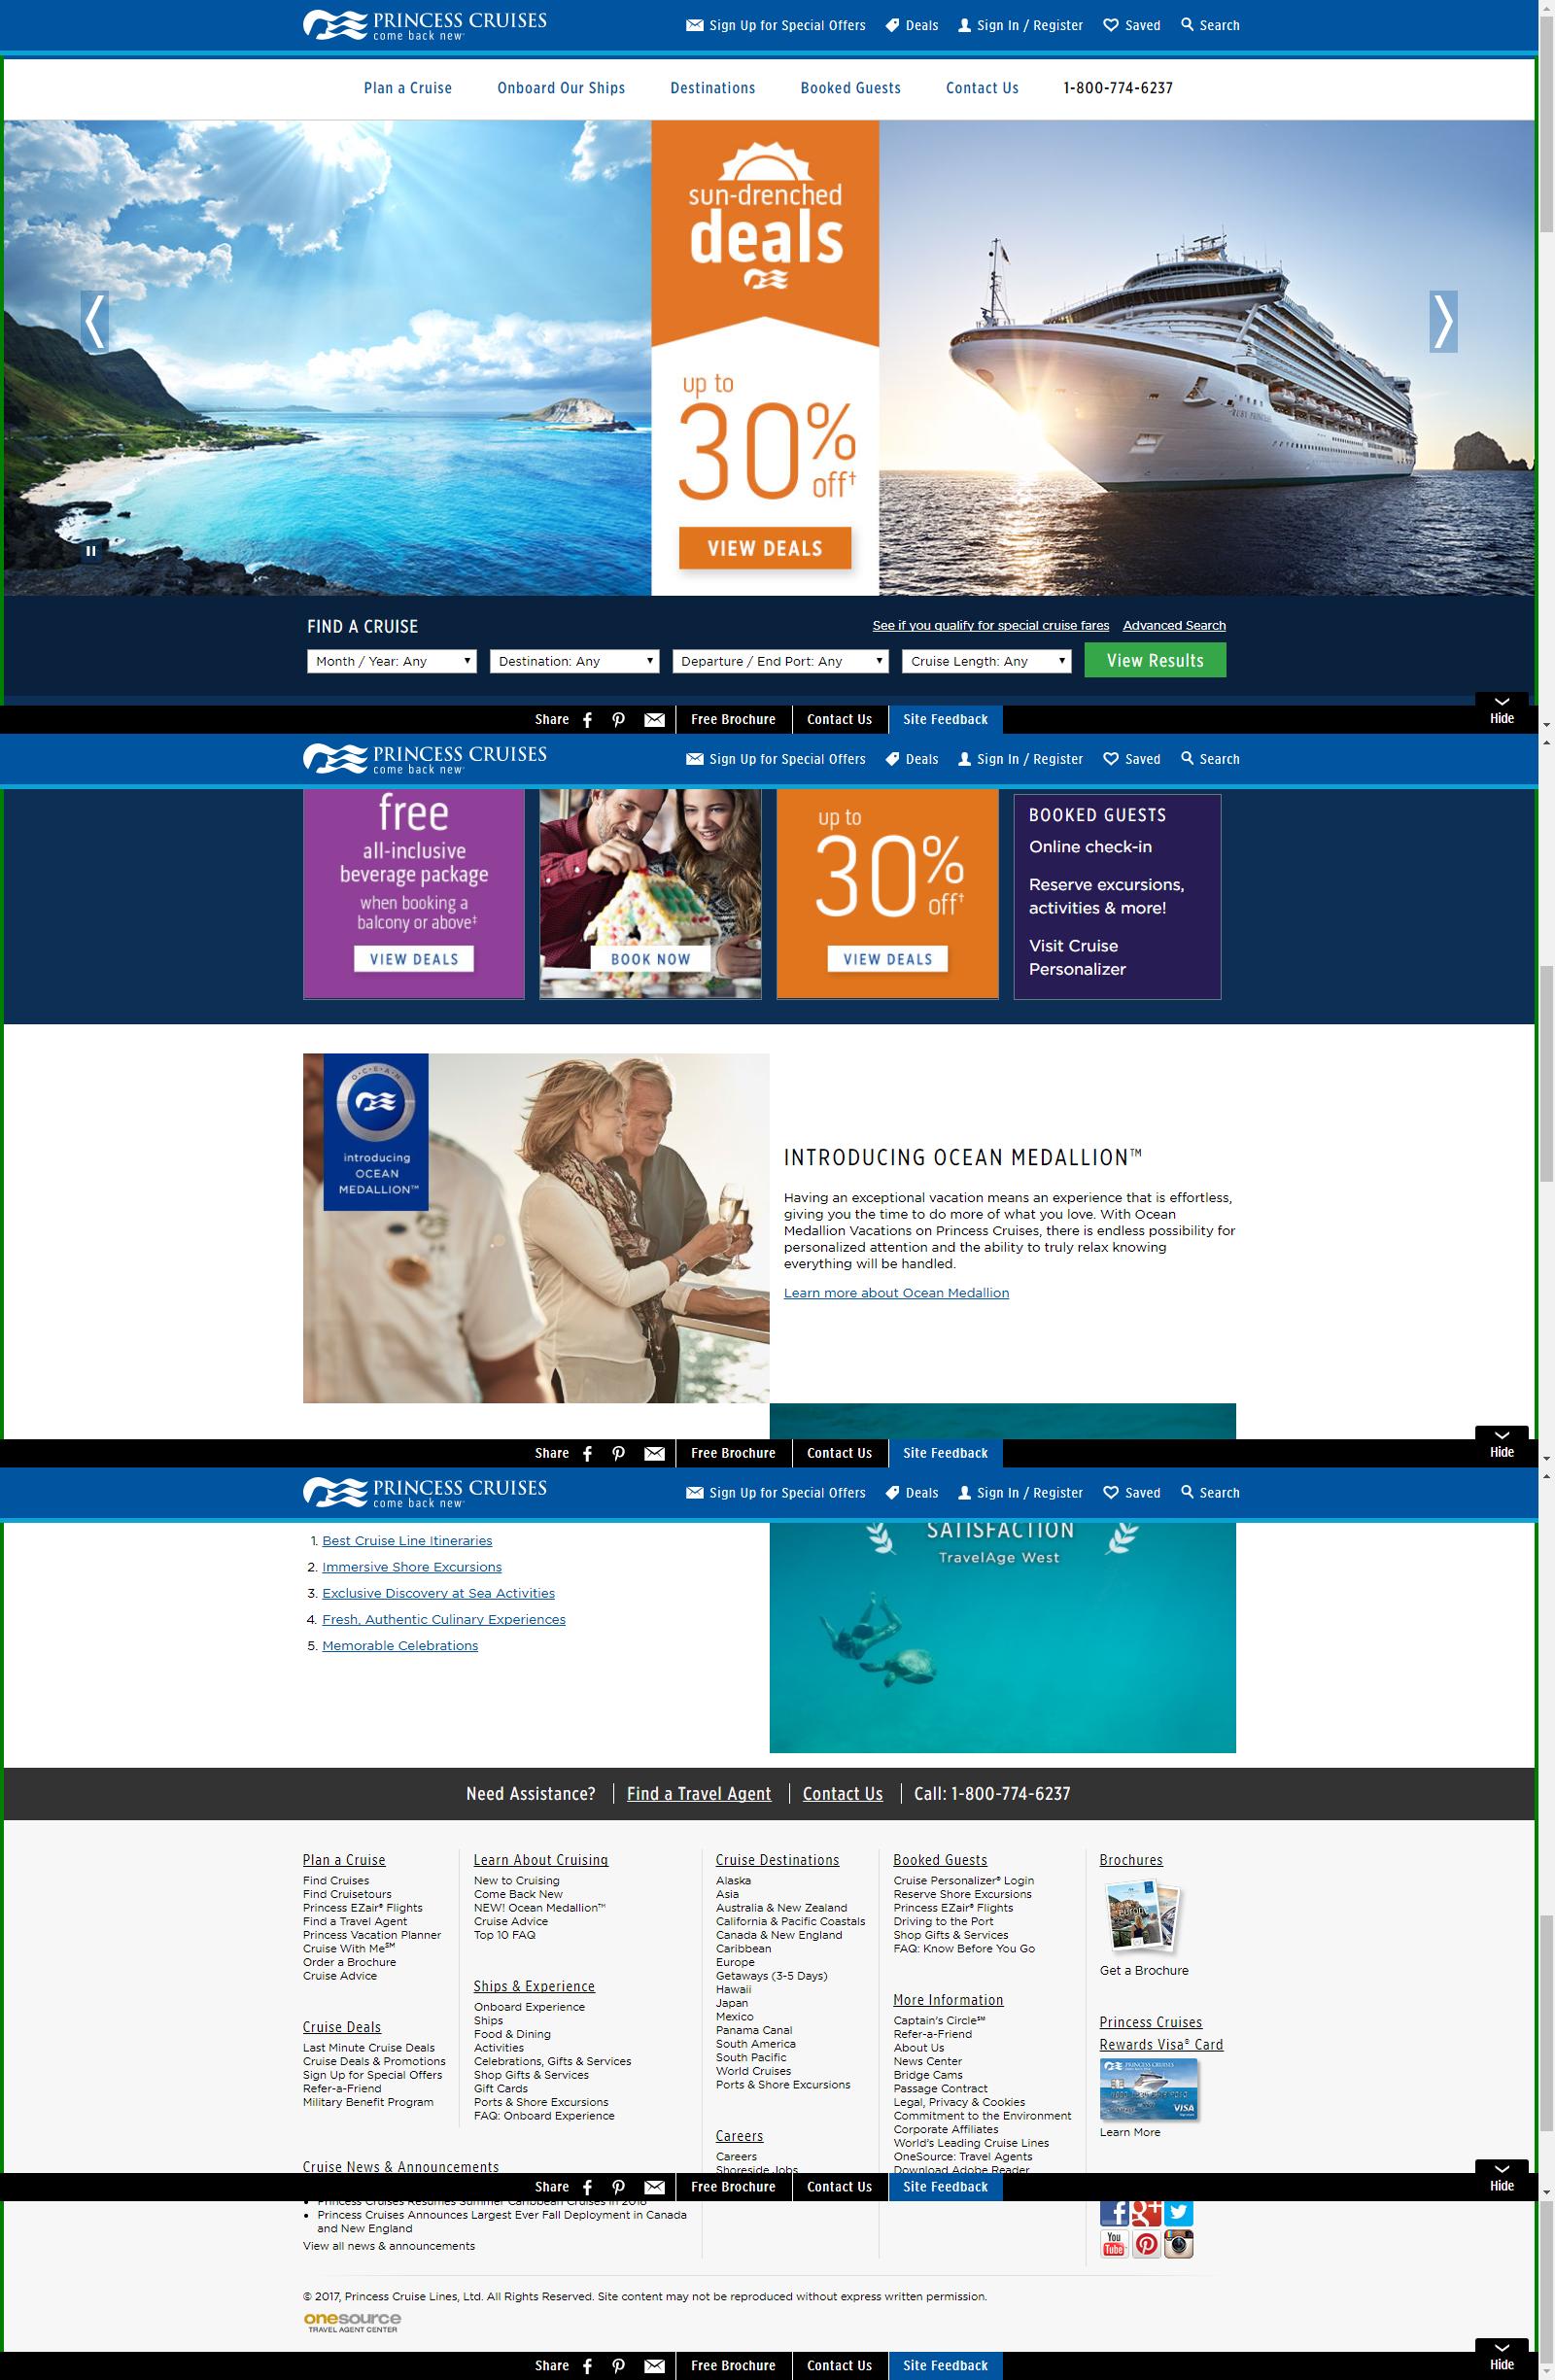 PRINCESS CRUISES
come back new
Sign Up for Special Offers Deals Sign In / Register Saved Search
Plan a Cruise Onboard Our Ships Destinations Booked Guests Contact Us 1-800-774-6237
sun-drenched
deals
up to
30%
off†
VIEW DEALS
RUBY PRINCESS
FIND A CRUISE
See if you qualify for special cruise fares Advanced Search
Month / Year: Any Destination: Any Departure / End Port: Any Cruise Length: Any View Results
Share Free Brochure Contact Us Site Feedback Hide
PRINCESS CRUISES
come back new
Sign Up for Special Offers Deals Sign In / Register Saved Search
free
all-inclusive
beverage package
when booking a
balcony or above‡
VIEW DEALS
BOOK NOW
up to
30%
off†
VIEW DEALS
BOOKED GUESTS
Online check-in
Reserve excursions,
activities & more!
Visit Cruise
Personalizer
OCEAN
introducing
OCEAN
MEDALLION™
INTRODUCING OCEAN MEDALLION™
Having an exceptional vacation means an experience that is effortless,
giving you the time to do more of what you love. With Ocean
Medallion Vacations on Princess Cruises, there is endless possibility for
personalized attention and the ability to truly relax knowing
everything will be handled.
Learn more about Ocean Medallion
Share Free Brochure Contact Us Site Feedback Hide
PRINCESS CRUISES
come back new
Sign Up for Special Offers Deals Sign In / Register Saved Search
1. Best Cruise Line Itineraries
2. Immersive Shore Excursions
3. Exclusive Discovery at Sea Activities
4. Fresh, Authentic Culinary Experiences
5. Memorable Celebrations
SATISFACTION
TravelAge West
Need Assistance? Find a Travel Agent Contact Us Call: 1-800-774-6237
Plan a Cruise
Find Cruises
Find Cruisetours
Princess EZair® Flights
Find a Travel Agent
Princess Vacation Planner
Cruise With Me℠
Order a Brochure
Cruise Advice
Cruise Deals
Last Minute Cruise Deals
Cruise Deals & Promotions
Sign Up for Special Offers
Refer-a-Friend
Military Benefit Program
Learn About Cruising
New to Cruising
Come Back New
NEW! Ocean Medallion™
Cruise Advice
Top 10 FAQ
Ships & Experience
Onboard Experience
Ships
Food & Dining
Activities
Celebrations, Gifts & Services
Shop Gifts & Services
Gift Cards
Ports & Shore Excursions
FAQ: Onboard Experience
Cruise Destinations
Alaska
Asia
Australia & New Zealand
California & Pacific Coastals
Canada & New England
Caribbean
Europe
Getaways (3-5 Days)
Hawaii
Japan
Mexico
Panama Canal
South America
South Pacific
World Cruises
Ports & Shore Excursions
Careers
Careers
Shoreside Jobs
Booked Guests
Cruise Personalizer® Login
Reserve Shore Excursions
Princess EZair® Flights
Driving to the Port
Shop Gifts & Services
FAQ: Know Before You Go
More Information
Captain's Circle℠
Refer-a-Friend
About Us
News Center
Bridge Cams
Passage Contract
Legal, Privacy & Cookies
Commitment to the Environment
Corporate Affiliates
World's Leading Cruise Lines
OneSource: Travel Agents
Download Adobe Reader
Brochures
europe
Get a Brochure
Princess Cruises
Rewards Visa® Card
PRINCESS CRUISES
VISA
Learn More
Cruise News & Announcements
Share Free Brochure Contact Us Site Feedback Hide
Princess Cruises Resumes Summer Caribbean Cruises in 2018
Princess Cruises Announces Largest Ever Fall Deployment in Canada
and New England
View all news & announcements
You Tube
© 2017, Princess Cruise Lines, Ltd. All Rights Reserved. Site content may not be reproduced without express written permission.
onesource
TRAVEL AGENT CENTER
Share Free Brochure Contact Us Site Feedback Hide